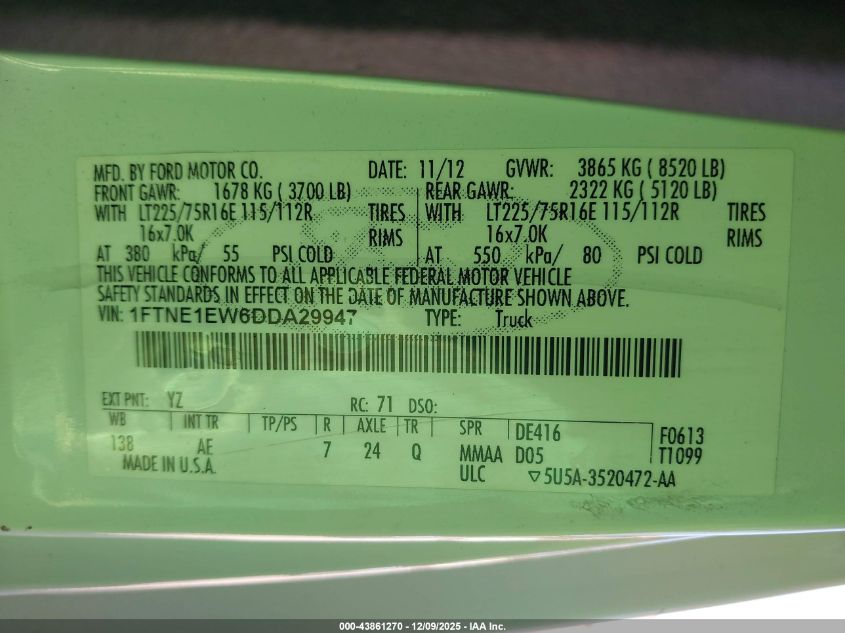 MFD. BY FORD MOTOR CO. DATE: 11/12 GVWR: 3865 KG ( 8520 LB)
FRONT GAWR: 1678 KG ( 3700 LB) REAR GAWR: 2322 KG ( 5120 LB)
WITH LT225/75R16E 115/112R TIRES WITH LT225/75R16E 115/112R TIRES
16x7.0K RIMS 16x7.0K RIMS
AT 380 kPa/ 55 PSI COLD AT 550 kPa/ 80 PSI COLD
THIS VEHICLE CONFORMS TO ALL APPLICABLE FEDERAL MOTOR VEHICLE
SAFETY STANDARDS IN EFFECT ON THE DATE OF MANUFACTURE SHOWN ABOVE.
VIN: 1FTNE1EW6DDA29947 TYPE: Truck
EXT PNT: YZ RC: 71 DSO:
WB INT TR TP/PS R AXLE TR SPR DE416 F0613
138 AE 7 24 Q MMAA D05 T1099
MADE IN U.S.A. ULC ▽5U5A-3520472-AA
000-43861270 - 12/09/2025 - IAA Inc.